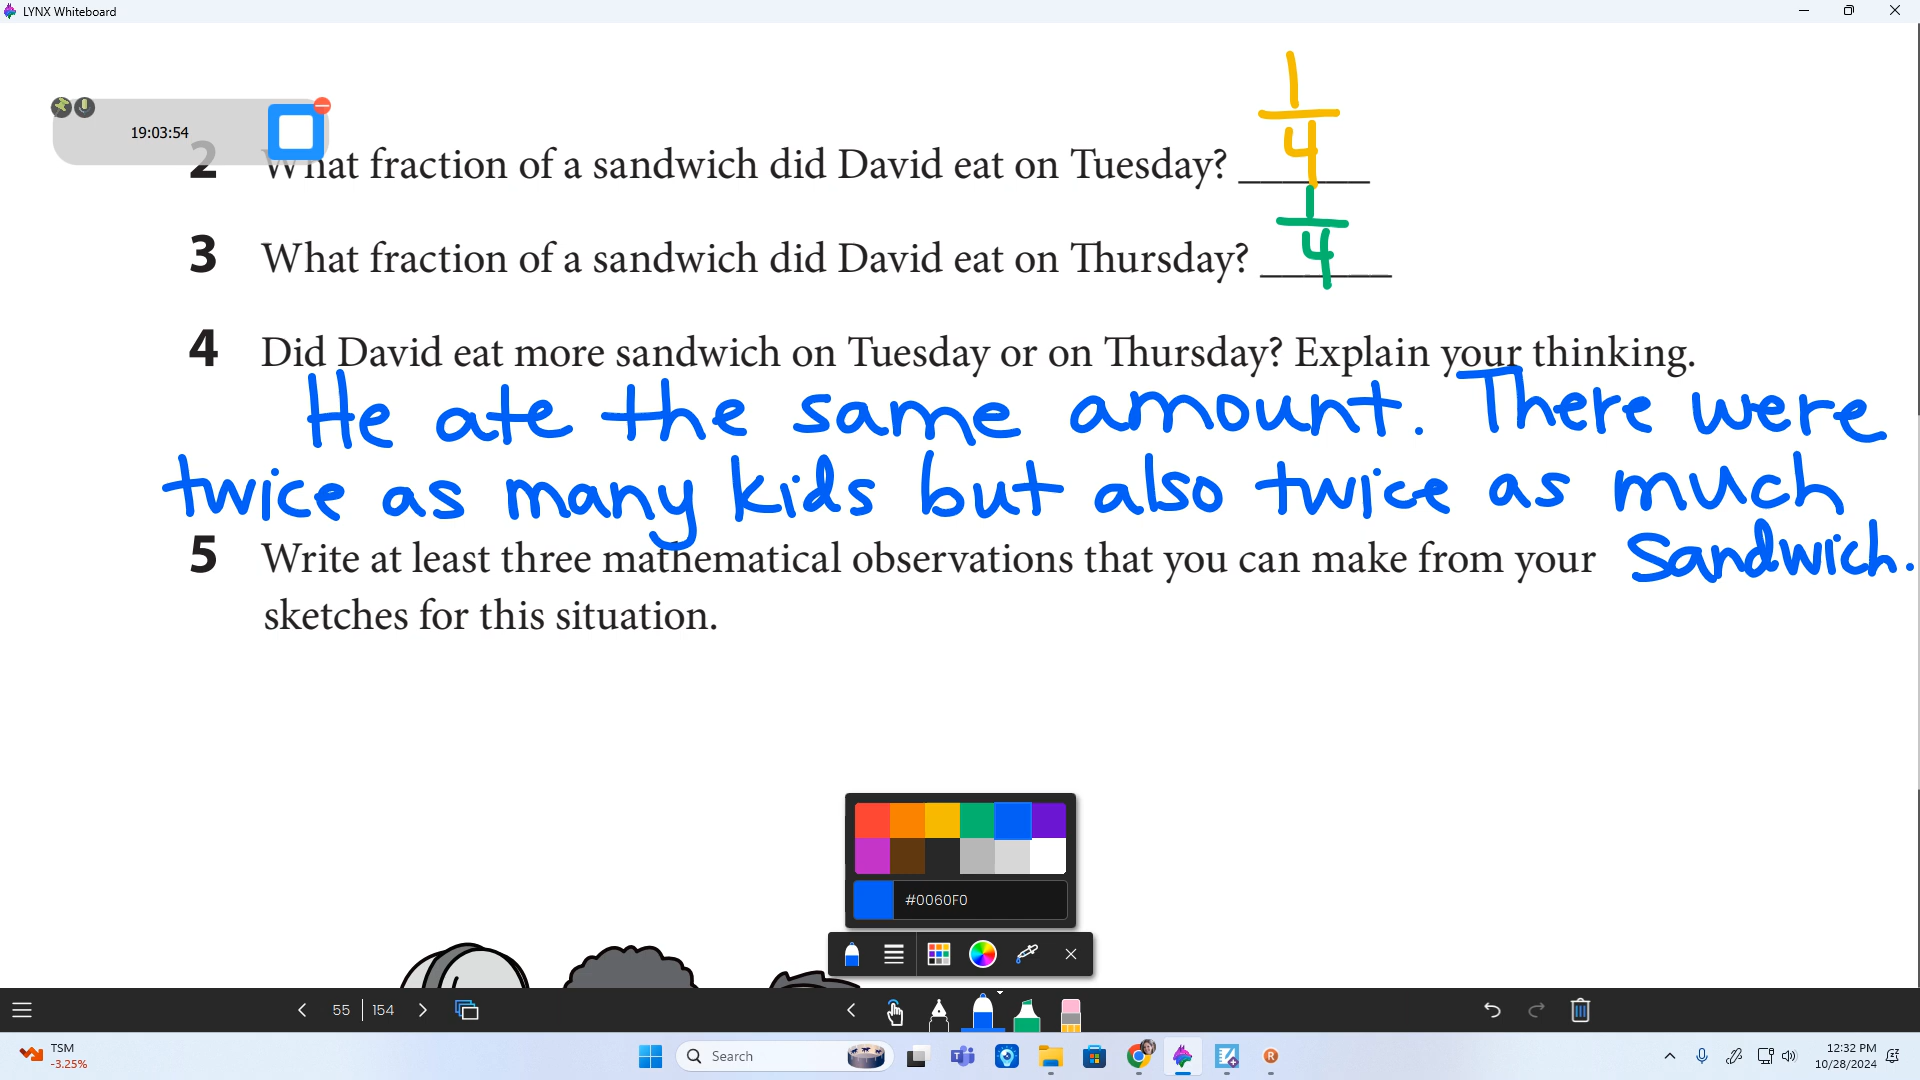 LYNX Whiteboard
19:03:54
1
4
2 What fraction of a sandwich did David eat on Tuesday? ______
1
4
3 What fraction of a sandwich did David eat on Thursday? ______
4 Did David eat more sandwich on Tuesday or on Thursday? Explain your thinking.
He ate the same amount. There were
twice as many kids but also twice as much
sandwich.
5 Write at least three mathematical observations that you can make from your
sketches for this situation.
#0060F0
55 154
TSM
-3.25%
Search
12:32 PM
10/28/2024